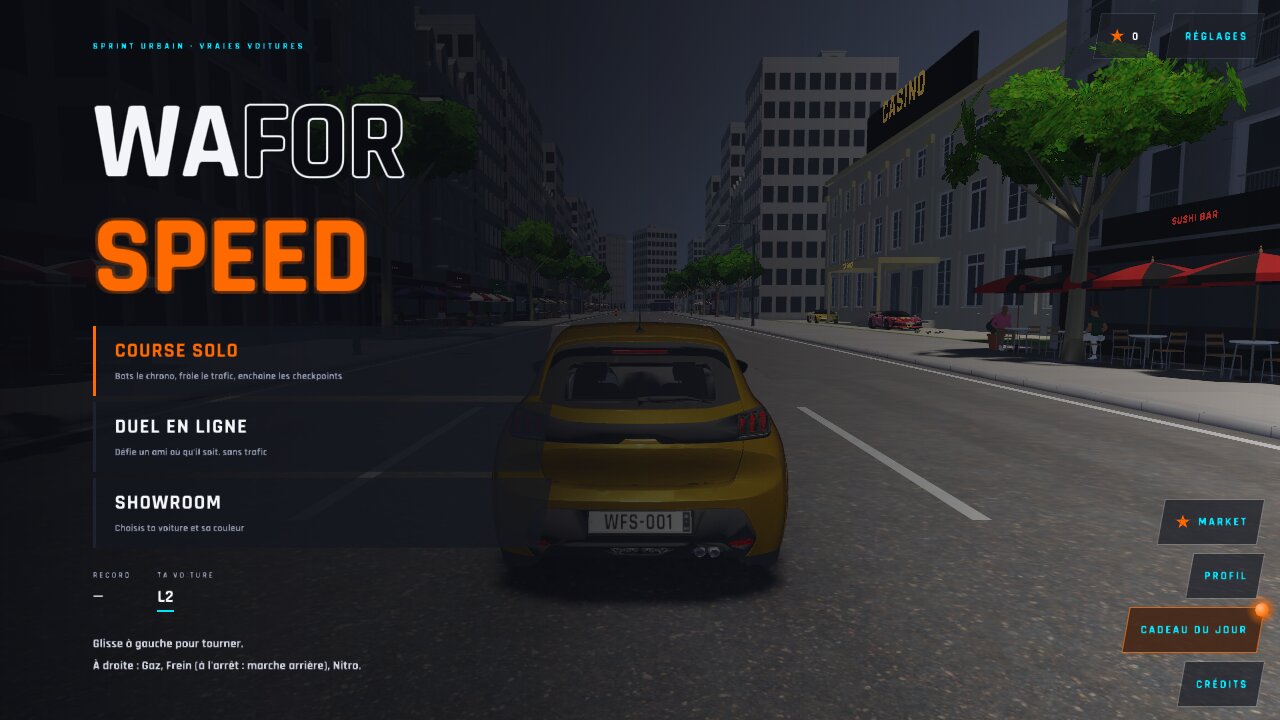 SPRINT URBAIN · VRAIES VOITURES
★ 0
RÉGLAGES
WAFOR
SPEED
CASINO
SUSHI BAR
COURSE SOLO
Bats le chrono, frôle le trafic, enchaîne les checkpoints
DUEL EN LIGNE
Défie un ami ou qu'il soit, sans trafic
SHOWROOM
Choisis ta voiture et sa couleur
WFS-001
RECORD
TA VOITURE
—
L2
Glisse à gauche pour tourner.
À droite : Gaz, Frein (à l'arrêt : marche arrière), Nitro.
★ MARKET
PROFIL
CADEAU DU JOUR
CRÉDITS